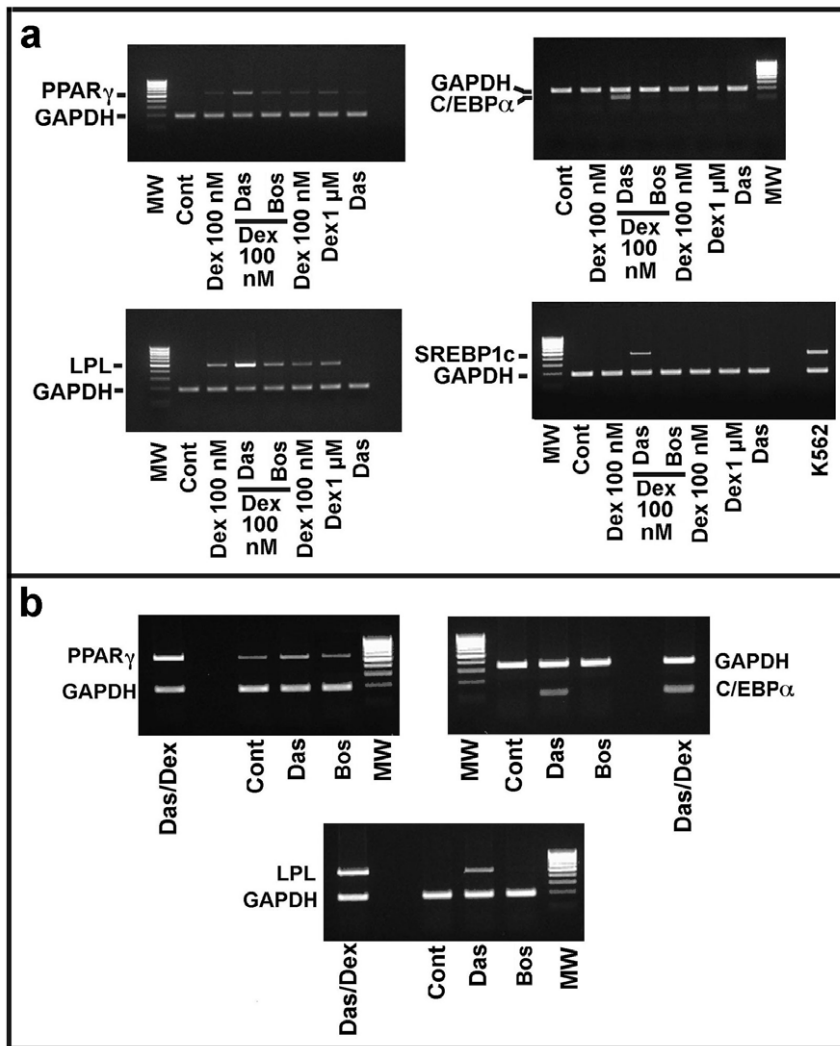 a
PPARγ
GAPDH
MW
Cont
Dex 100 nM
Das
Bos
Dex
100
nM
Dex 100 nM
Dex1 µM
Das
GAPDH
C/EBPα
Cont
Dex 100 nM
Das
Bos
Dex
100
nM
Dex 100 nM
Dex1 µM
Das
MW
LPL
GAPDH
MW
Cont
Dex 100 nM
Das
Bos
Dex
100
nM
Dex 100 nM
Dex1 µM
Das
SREBP1c
GAPDH
MW
Cont
Dex 100 nM
Das
Bos
Dex
100
nM
Dex 100 nM
Dex1 µM
Das
K562
b
PPARγ
GAPDH
Das/Dex
Cont
Das
Bos
MW
GAPDH
C/EBPα
MW
Cont
Das
Bos
Das/Dex
LPL
GAPDH
Das/Dex
Cont
Das
Bos
MW